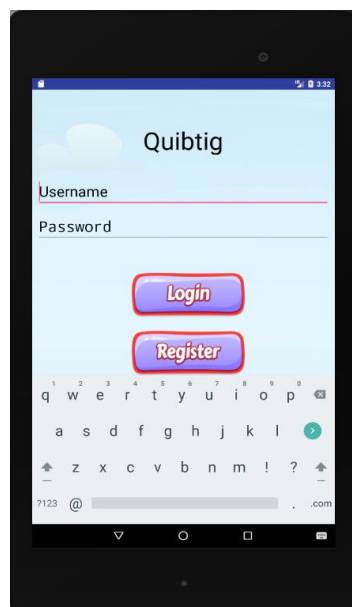 3:32
Quibtig
Username
Password
Login
Register
1 2 3 4 5 6 7 8 9 0
q w e r t y u i o p
a s d f g h j k l
z x c v b n m ! ?
?123 @ . .com